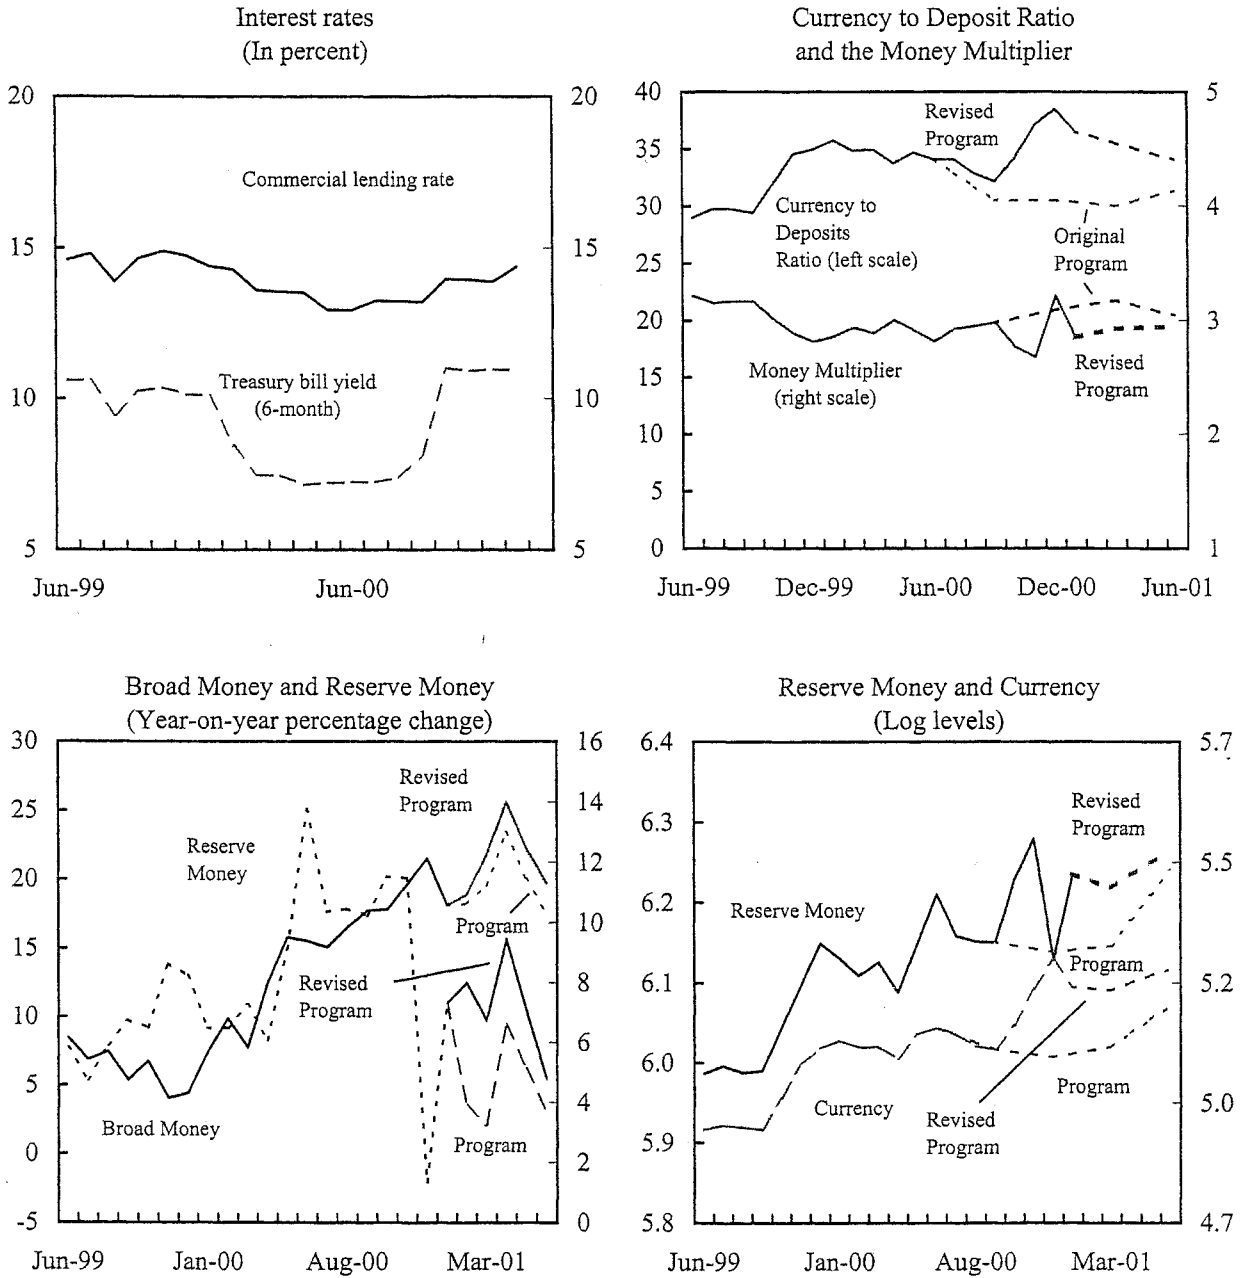 Interest rates
(In percent)
20
20
Commercial lending rate
15
15
Treasury bill yield
(6-month)
10
10
5
5
Jun-99
Jun-00
Currency to Deposit Ratio
and the Money Multiplier
40
5
Revised
Program
35
30
4
Currency to
Deposits
Ratio (left scale)
Original
Program
25
20
3
Money Multiplier
(right scale)
Revised
Program
15
10
2
5
0
1
Jun-99
Dec-99
Jun-00
Dec-00
Jun-01
Broad Money and Reserve Money
(Year-on-year percentage change)
30
16
Revised
Program
25
14
Reserve
Money
12
20
Program
10
15
Revised
Program
8
10
6
5
Broad Money
4
Program
0
2
-5
0
Jun-99
Jan-00
Aug-00
Mar-01
Reserve Money and Currency
(Log levels)
6.4
5.7
Revised
Program
6.3
5.5
Reserve Money
6.2
6.1
Program
5.2
6.0
Currency
Program
5.0
Revised
Program
5.9
5.8
4.7
Jun-99
Jan-00
Aug-00
Mar-01